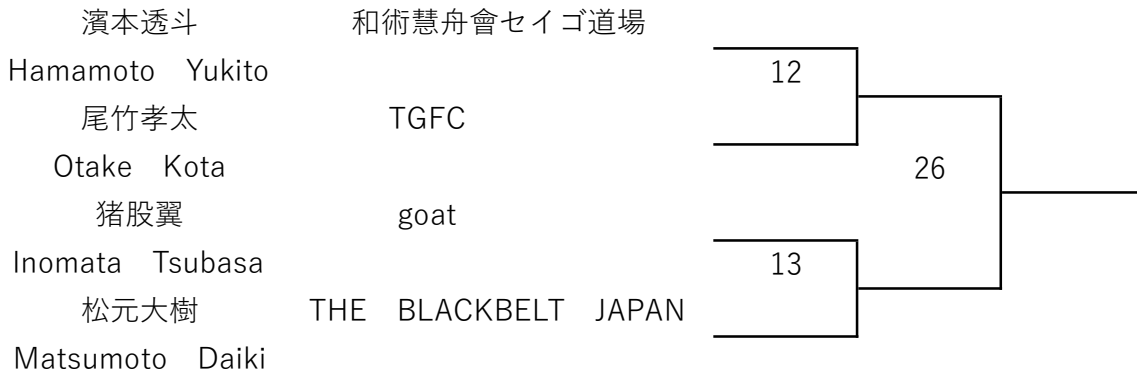 濱本透斗 和術慧舟會セイゴ道場
Hamamoto Yukito 12
尾竹孝太 TGFC
Otake Kota 26
猪股翼 goat
Inomata Tsubasa 13
松元大樹 THE BLACKBELT JAPAN
Matsumoto Daiki